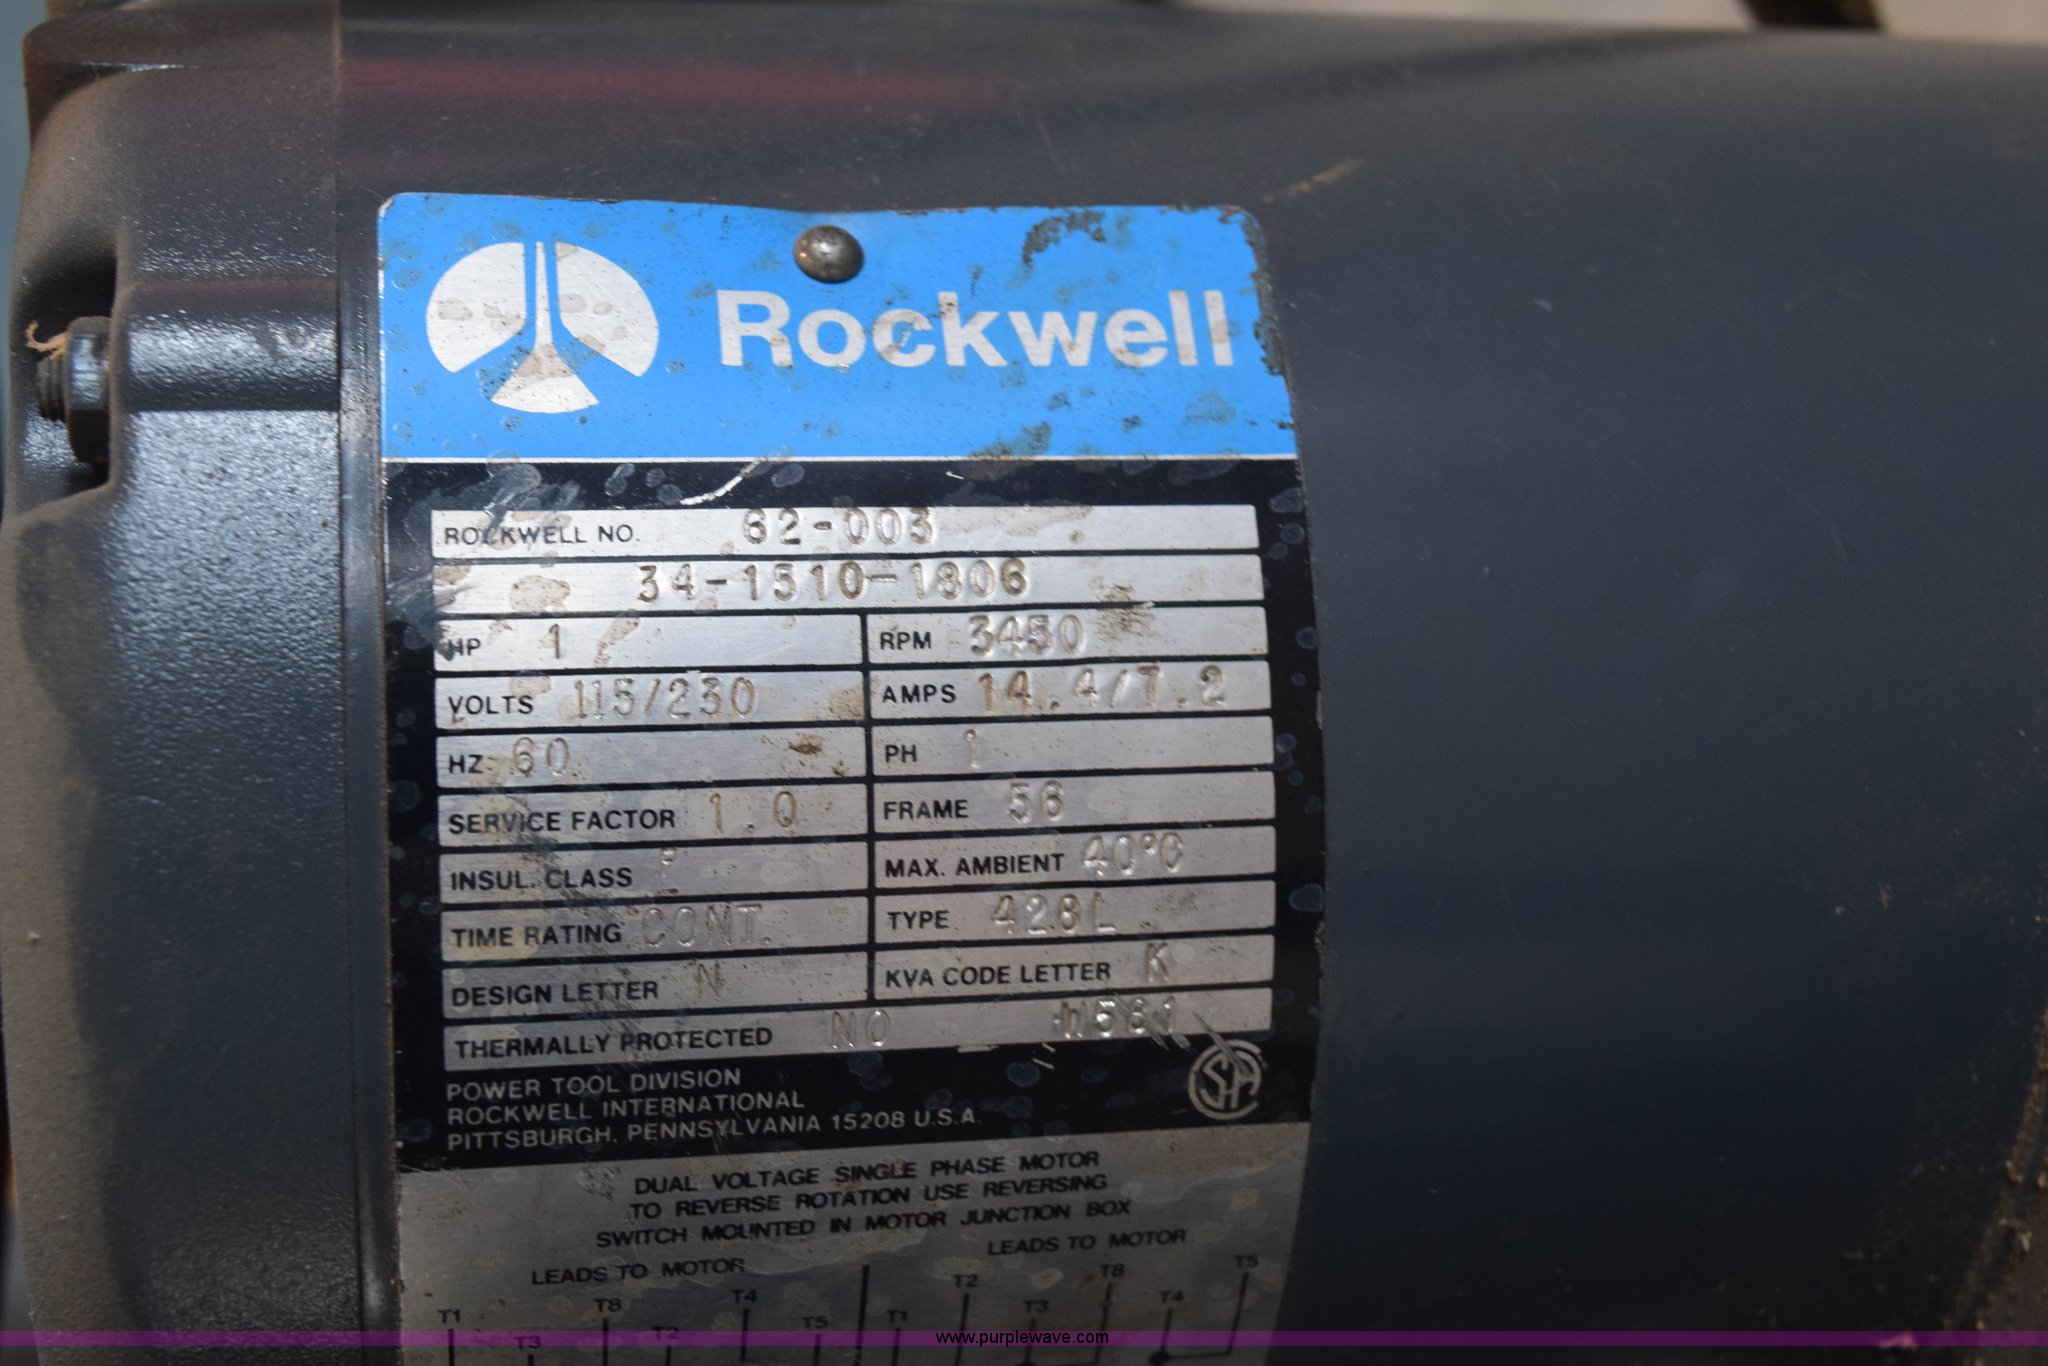 Rockwell
ROCKWELL NO. 62-003
34-1510-1806
HP 1 RPM 3450
VOLTS 115/230 AMPS 14.4/7.2
HZ 60 PH 1
SERVICE FACTOR 1.0 FRAME 56
INSUL. CLASS MAX. AMBIENT 40°C
TIME RATING CONT. TYPE 428L
DESIGN LETTER N KVA CODE LETTER K
THERMALLY PROTECTED NO W561
SA
POWER TOOL DIVISION
ROCKWELL INTERNATIONAL
PITTSBURGH, PENNSYLVANIA 15208 U.S.A.
DUAL VOLTAGE SINGLE PHASE MOTOR
TO REVERSE ROTATION USE REVERSING
SWITCH MOUNTED IN MOTOR JUNCTION BOX
LEADS TO MOTOR LEADS TO MOTOR
T1 T3 T8 T2 T4 T5 T1 T2 T3 T8 T4 T5
www.purplewave.com